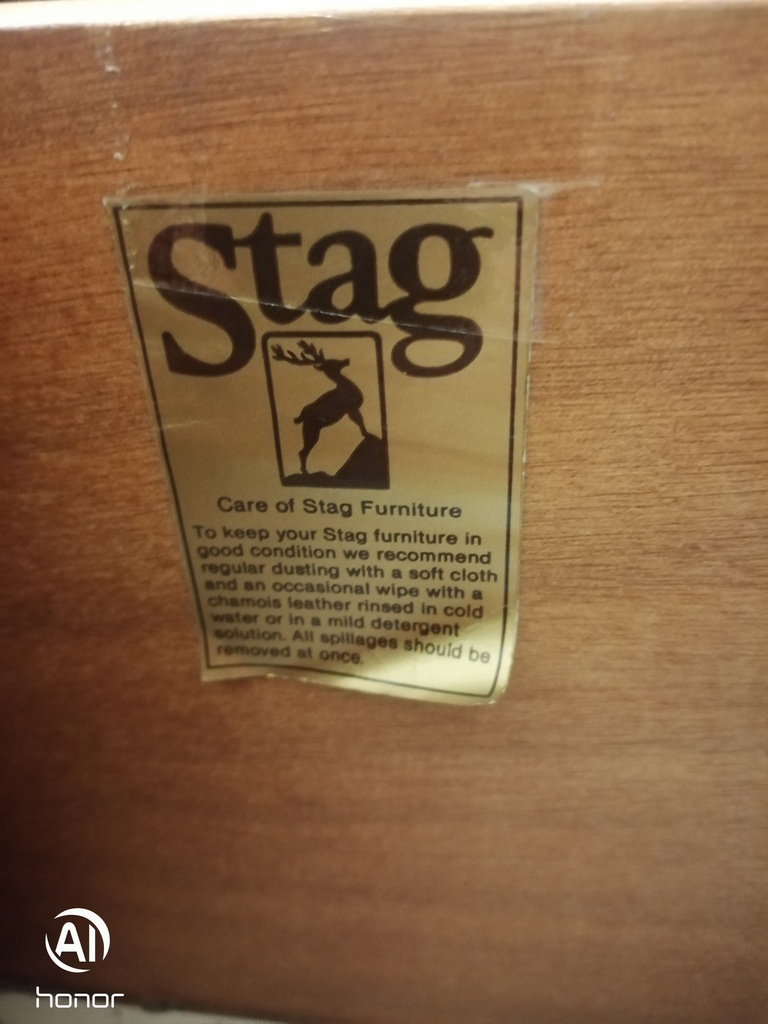 Stag
Care of Stag Furniture
To keep your Stag furniture in
good condition we recommend
regular dusting with a soft cloth
and an occasional wipe with a
chamois leather rinsed in cold
water or in a mild detergent
solution. All spillages should be
removed at once.
AI
honor